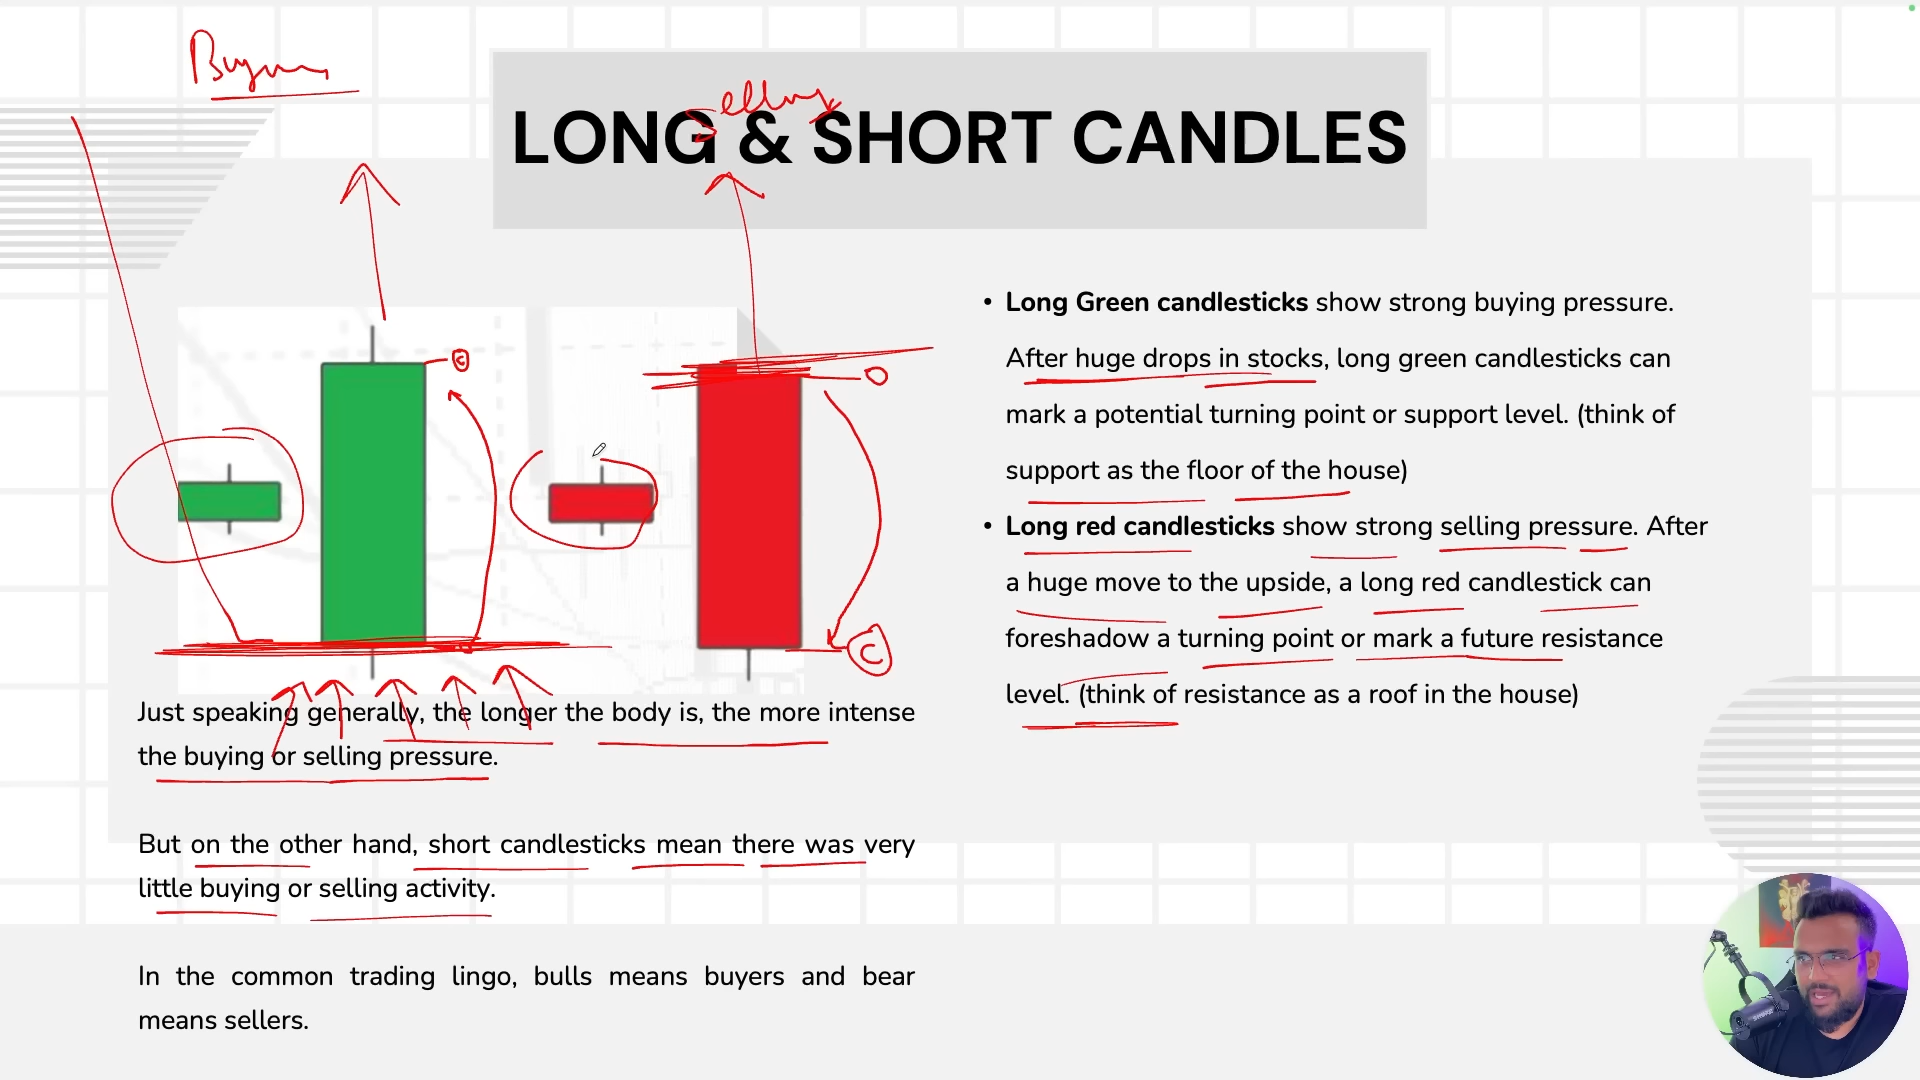 Buyers
Selling
LONG & SHORT CANDLES
C
O
C
Just speaking generally, the longer the body is, the more intense
the buying or selling pressure.
But on the other hand, short candlesticks mean there was very
little buying or selling activity.
In the common trading lingo, bulls means buyers and bear
means sellers.
• Long Green candlesticks show strong buying pressure.
After huge drops in stocks, long green candlesticks can
mark a potential turning point or support level. (think of
support as the floor of the house)
• Long red candlesticks show strong selling pressure. After
a huge move to the upside, a long red candlestick can
foreshadow a turning point or mark a future resistance
level. (think of resistance as a roof in the house)